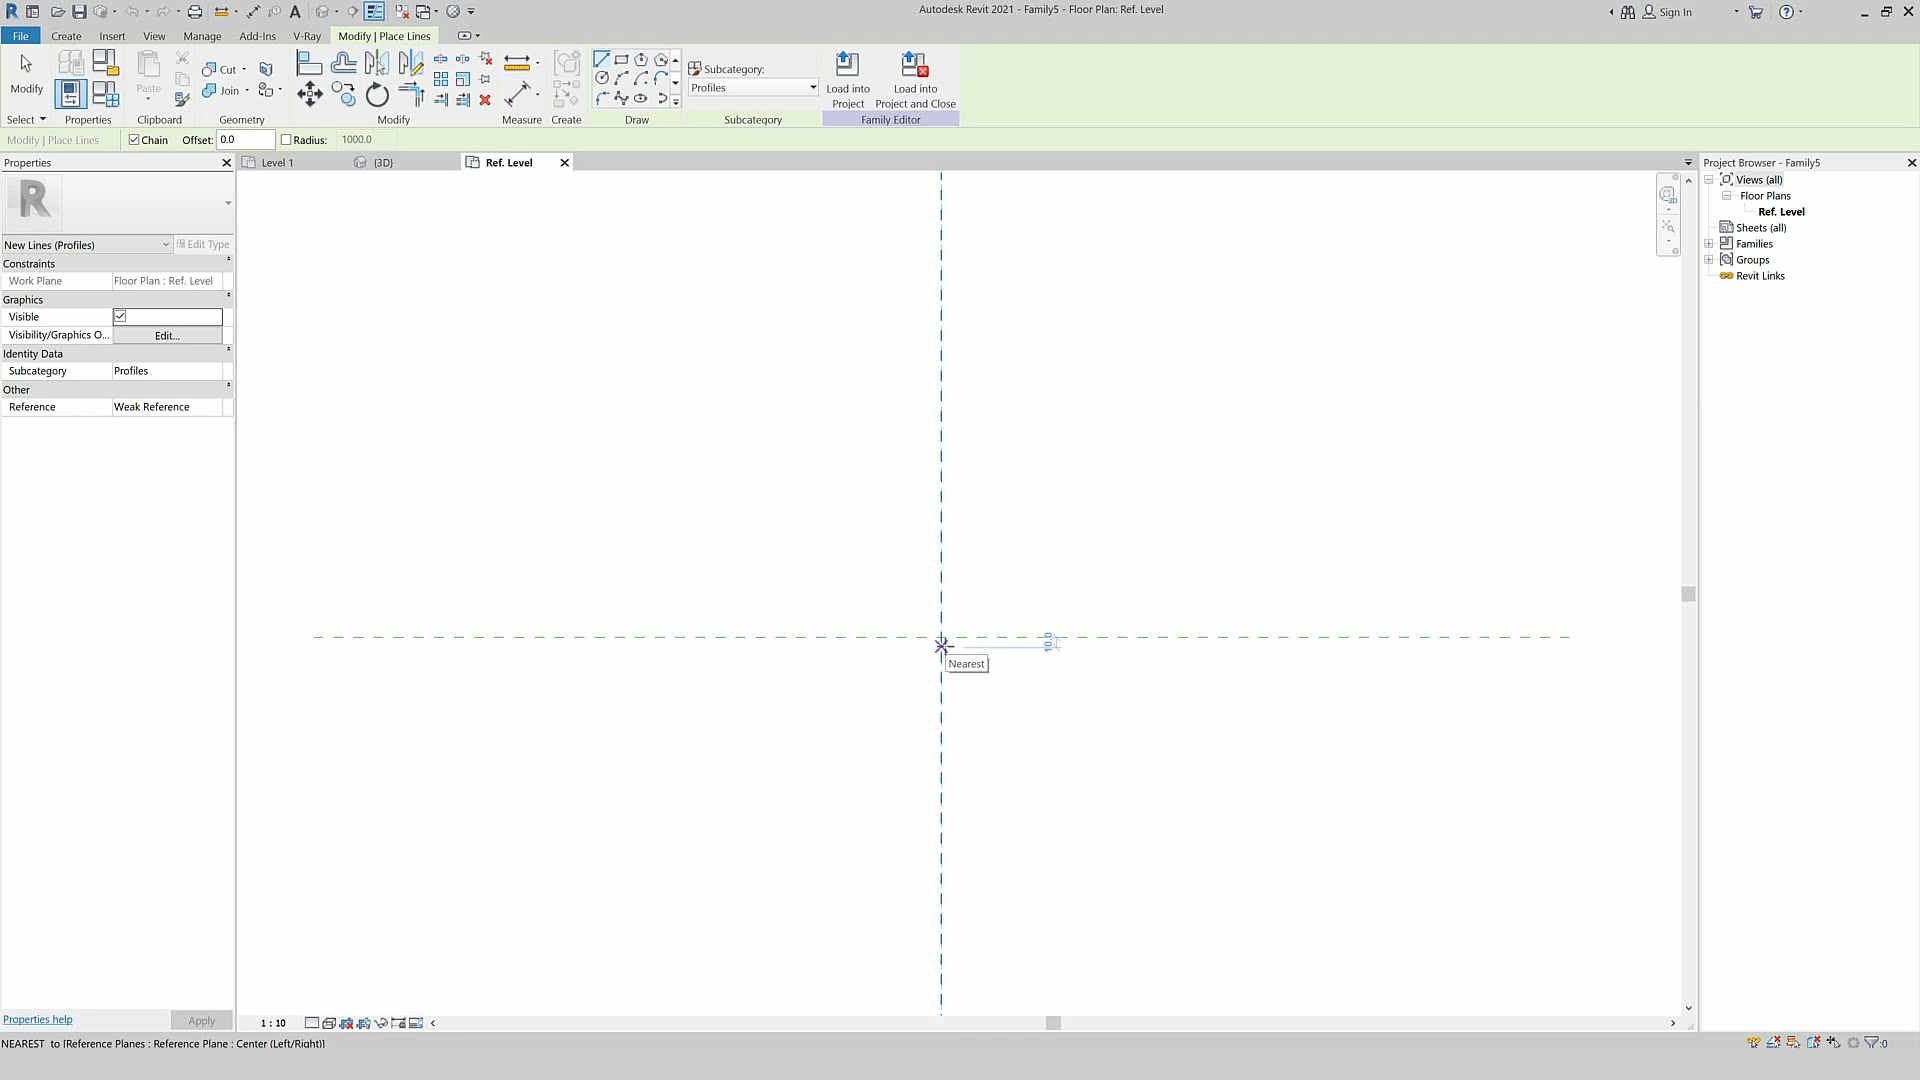 Autodesk Revit 2021 - Family5 - Floor Plan: Ref. Level
Sign In
File
Create
Insert
View
Manage
Add-Ins
V-Ray
Modify | Place Lines
Modify
Paste
Cut
Join
Subcategory:
Profiles
Load into
Project
Load into
Project and Close
Select
Properties
Clipboard
Geometry
Modify
Measure
Create
Draw
Subcategory
Family Editor
Modify | Place Lines
Chain
Offset: 0.0
Radius: 1000.0
Properties
Level 1
{3D}
Ref. Level
Project Browser - Family5
R
New Lines (Profiles)
Edit Type
Constraints
Work Plane Floor Plan : Ref. Level
Graphics
Visible
Visibility/Graphics O... Edit...
Identity Data
Subcategory Profiles
Other
Reference Weak Reference
Views (all)
Floor Plans
Ref. Level
Sheets (all)
Families
Groups
Revit Links
2D
10.0
Nearest
Properties help
Apply
1 : 10
NEAREST to [Reference Planes : Reference Plane : Center (Left/Right)]
:0